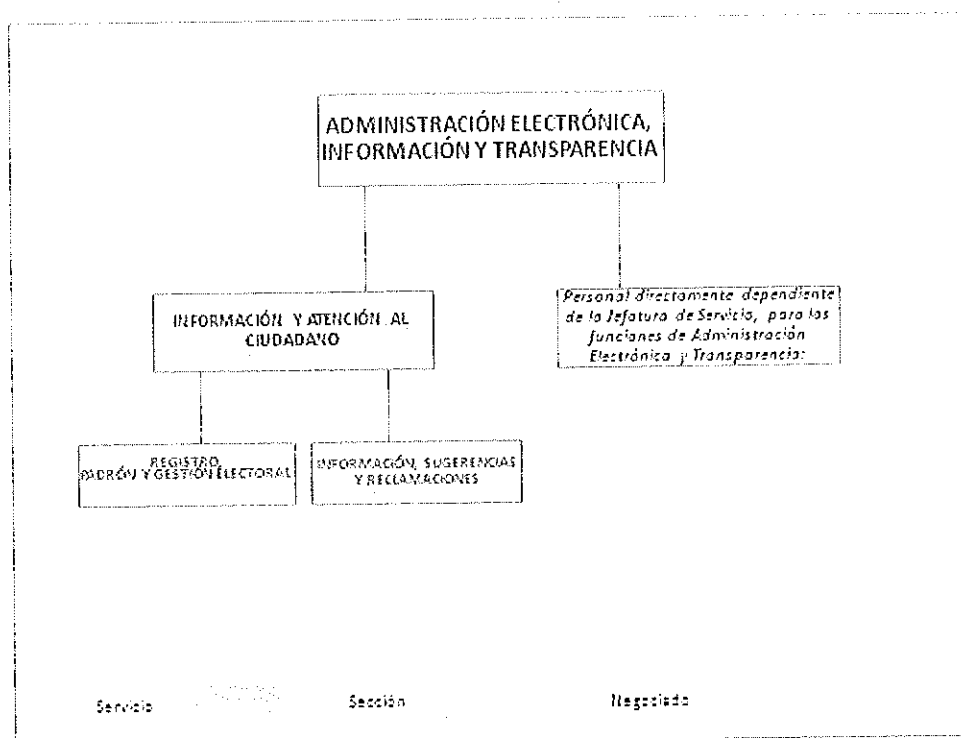 ADMINISTRACIÓN ELECTRÓNICA,
INFORMACIÓN Y TRANSPARENCIA
INFORMACIÓN Y ATENCIÓN AL
CIUDADANO
Personal directamente dependiente
de la Jefatura de Servicio, para las
funciones de Administración
Electrónica y Transparencia:
REGISTRO,
PADRÓN Y GESTIÓN ELECTORAL
INFORMACIÓN, SUGERENCIAS
Y RECLAMACIONES
Servicio
Sección
Negociado